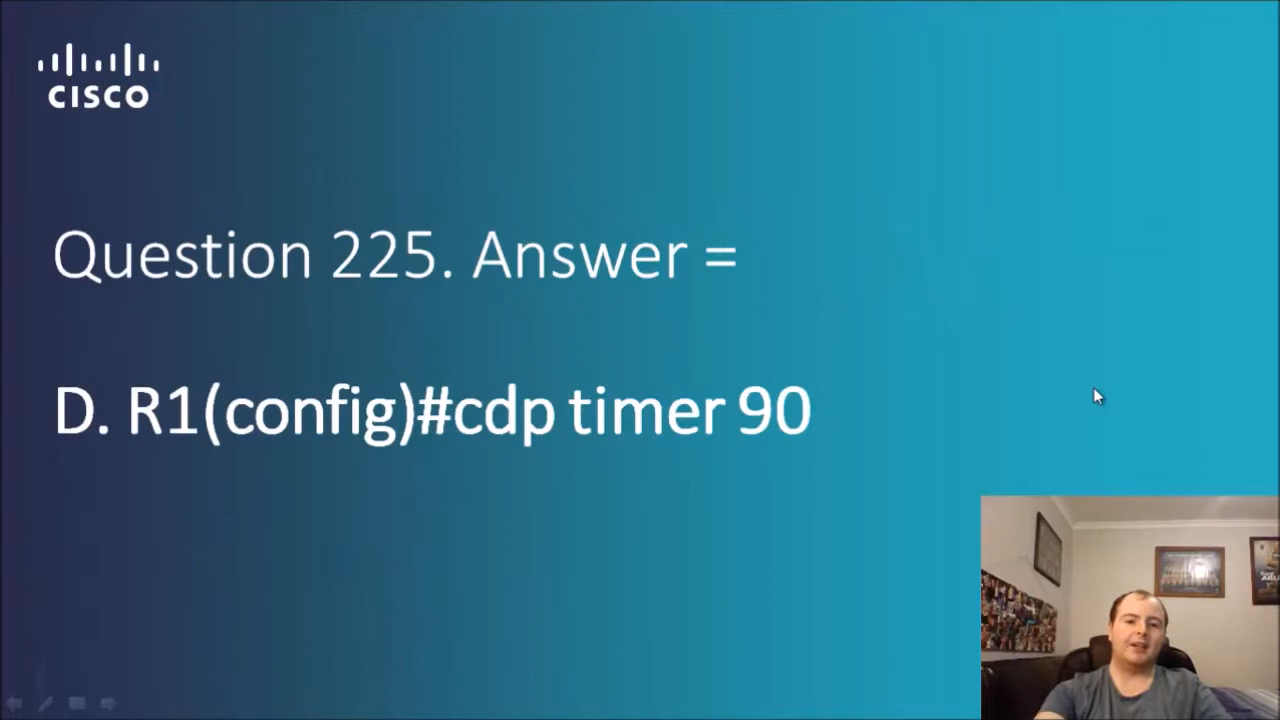 CISCO
Question 225. Answer =
D. R1(config)#cdp timer 90